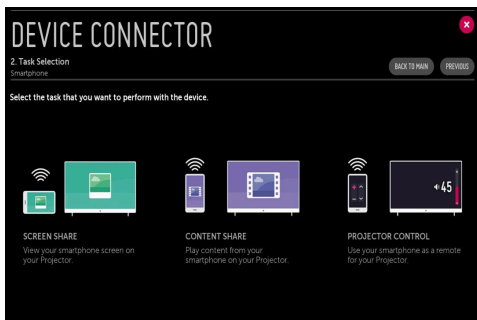 DEVICE CONNECTOR
2. Task Selection
Smartphone
BACK TO MAIN
PREVIOUS
Select the task that you want to perform with the device.
45
SCREEN SHARE
View your smartphone screen on
your Projector.
CONTENT SHARE
Play content from your
smartphone on your Projector.
PROJECTOR CONTROL
Use your smartphone as a remote
for your Projector.